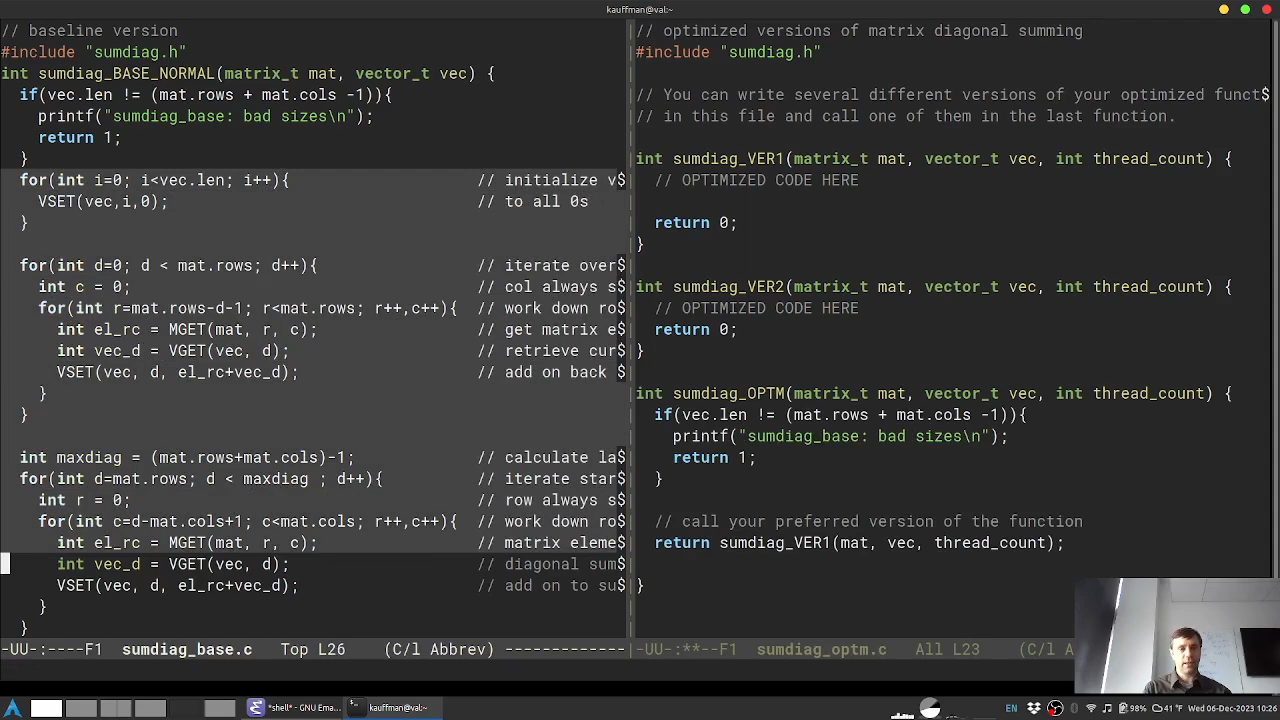 kauffman@val:~
// baseline version
#include "sumdiag.h"
int sumdiag_BASE_NORMAL(matrix_t mat, vector_t vec) {
  if(vec.len != (mat.rows + mat.cols -1)){
    printf("sumdiag_base: bad sizes\n");
    return 1;
  }
  for(int i=0; i<vec.len; i++){                    // initialize v$
    VSET(vec,i,0);                                 // to all 0s
  }
  for(int d=0; d < mat.rows; d++){                 // iterate over$
    int c = 0;                                     // col always s$
    for(int r=mat.rows-d-1; r<mat.rows; r++,c++){  // work down ro$
      int el_rc = MGET(mat, r, c);                 // get matrix e$
      int vec_d = VGET(vec, d);                    // retrieve cur$
      VSET(vec, d, el_rc+vec_d);                   // add on back $
    }
  }
  int maxdiag = (mat.rows+mat.cols)-1;             // calculate la$
  for(int d=mat.rows; d < maxdiag ; d++){          // iterate star$
    int r = 0;                                     // row always s$
    for(int c=d-mat.cols+1; c<mat.cols; r++,c++){  // work down ro$
      int el_rc = MGET(mat, r, c);                 // matrix eleme$
      int vec_d = VGET(vec, d);                    // diagonal sum$
      VSET(vec, d, el_rc+vec_d);                   // add on to su$
    }
  }
-UU-:----F1  sumdiag_base.c   Top L26    (C/l Abbrev) -------------
// optimized versions of matrix diagonal summing
#include "sumdiag.h"
// You can write several different versions of your optimized funct$
// in this file and call one of them in the last function.
int sumdiag_VER1(matrix_t mat, vector_t vec, int thread_count) {
  // OPTIMIZED CODE HERE
  return 0;
}
int sumdiag_VER2(matrix_t mat, vector_t vec, int thread_count) {
  // OPTIMIZED CODE HERE
  return 0;
}
int sumdiag_OPTM(matrix_t mat, vector_t vec, int thread_count) {
  if(vec.len != (mat.rows + mat.cols -1)){
    printf("sumdiag_base: bad sizes\n");
    return 1;
  }
  // call your preferred version of the function
  return sumdiag_VER1(mat, vec, thread_count);
}
-UU-:**--F1  sumdiag_optm.c   All L23    (C/l A
*shell* - GNU Ema...
kauffman@val:~
EN
98%
41°F
Wed 06-Dec-2023, 10:26